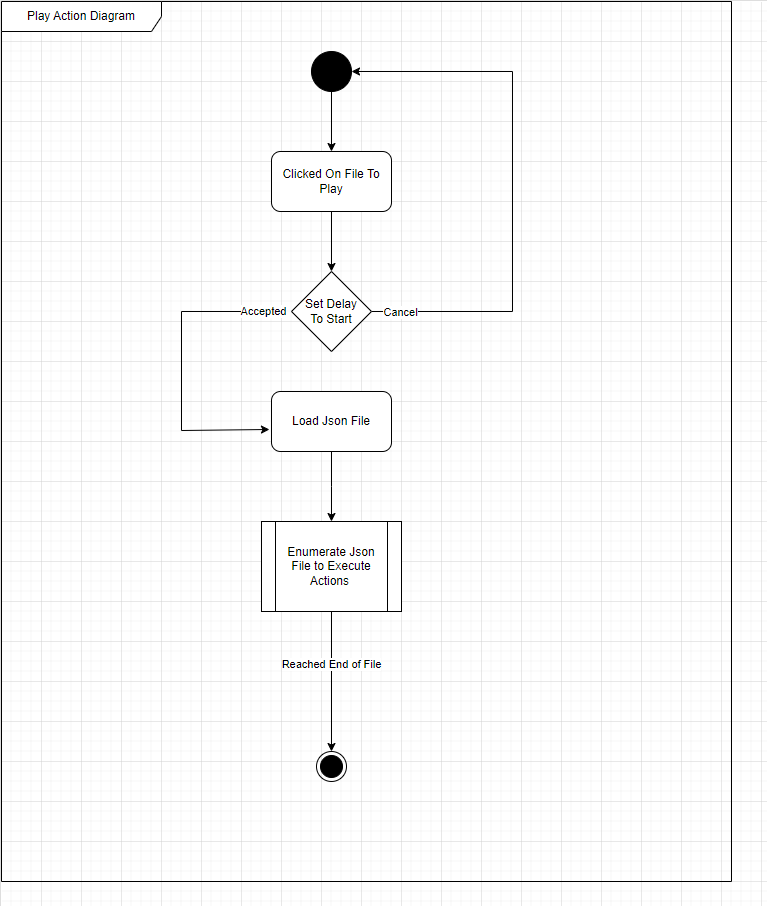 Play Action Diagram
Clicked On File To
Play
Set Delay
To Start
Accepted
Cancel
Load Json File
Enumerate Json
File to Execute
Actions
Reached End of File